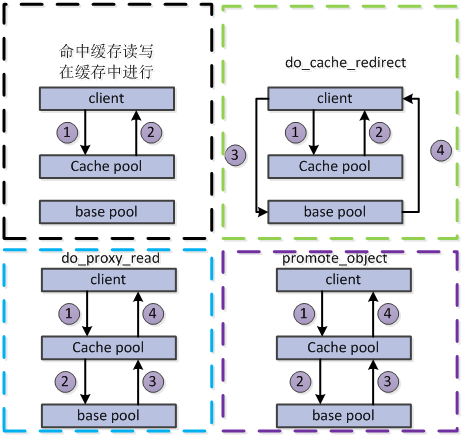 命中缓存读写
在缓存中进行
client
1
2
Cache pool
base pool
do_cache_redirect
client
1
2
3
4
Cache pool
base pool
do_proxy_read
client
1
4
Cache pool
2
3
base pool
promote_object
client
1
4
Cache pool
2
3
base pool